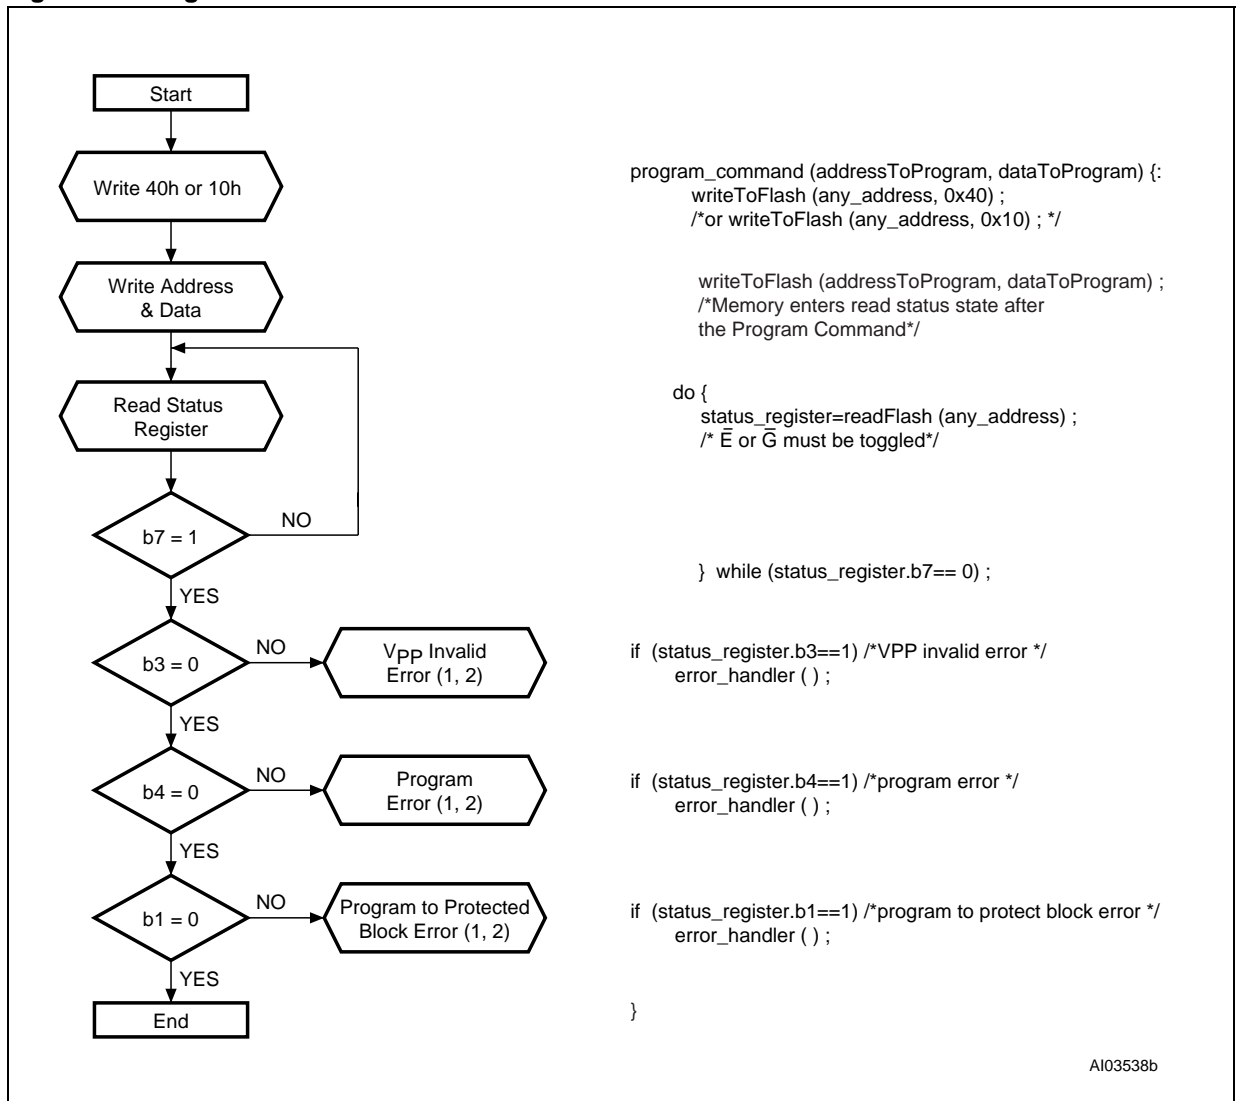 Start
Write 40h or 10h
program_command (addressToProgram, dataToProgram) {:
writeToFlash (any_address, 0x40) ;
/*or writeToFlash (any_address, 0x10) ; */
Write Address
& Data
writeToFlash (addressToProgram, dataToProgram) ;
/*Memory enters read status state after
the Program Command*/
Read Status
Register
do {
status_register=readFlash (any_address) ;
/* E̅ or G̅ must be toggled*/
b7 = 1
NO
} while (status_register.b7== 0) ;
YES
b3 = 0
NO
VPP Invalid
Error (1, 2)
if (status_register.b3==1) /*VPP invalid error */
error_handler ( ) ;
YES
b4 = 0
NO
Program
Error (1, 2)
if (status_register.b4==1) /*program error */
error_handler ( ) ;
YES
b1 = 0
NO
Program to Protected
Block Error (1, 2)
if (status_register.b1==1) /*program to protect block error */
error_handler ( ) ;
YES
End
}
AI03538b